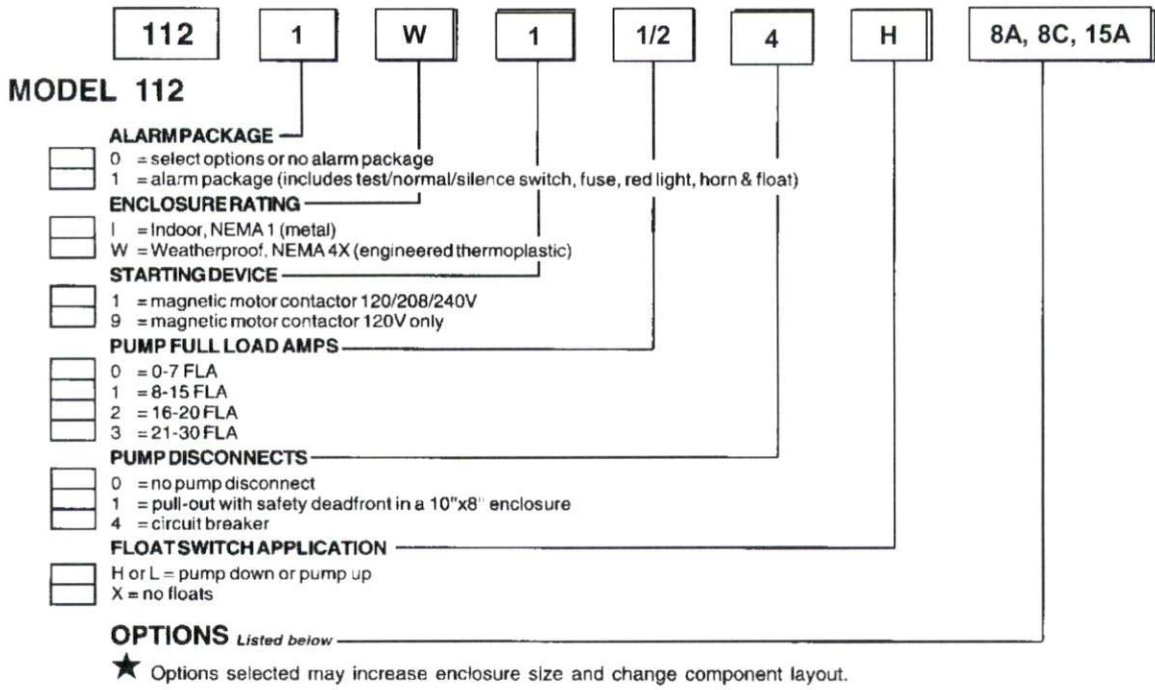 112 1 W 1 1/2 4 H 8A, 8C, 15A
MODEL 112
ALARM PACKAGE
0 = select options or no alarm package
1 = alarm package (includes test/normal/silence switch, fuse, red light, horn & float)
ENCLOSURE RATING
I = Indoor, NEMA 1 (metal)
W = Weatherproof, NEMA 4X (engineered thermoplastic)
STARTING DEVICE
1 = magnetic motor contactor 120/208/240V
9 = magnetic motor contactor 120V only
PUMP FULL LOAD AMPS
0 = 0-7 FLA
1 = 8-15 FLA
2 = 16-20 FLA
3 = 21-30 FLA
PUMP DISCONNECTS
0 = no pump disconnect
1 = pull-out with safety deadfront in a 10"x8" enclosure
4 = circuit breaker
FLOAT SWITCH APPLICATION
H or L = pump down or pump up
X = no floats
OPTIONS Listed below
★ Options selected may increase enclosure size and change component layout.